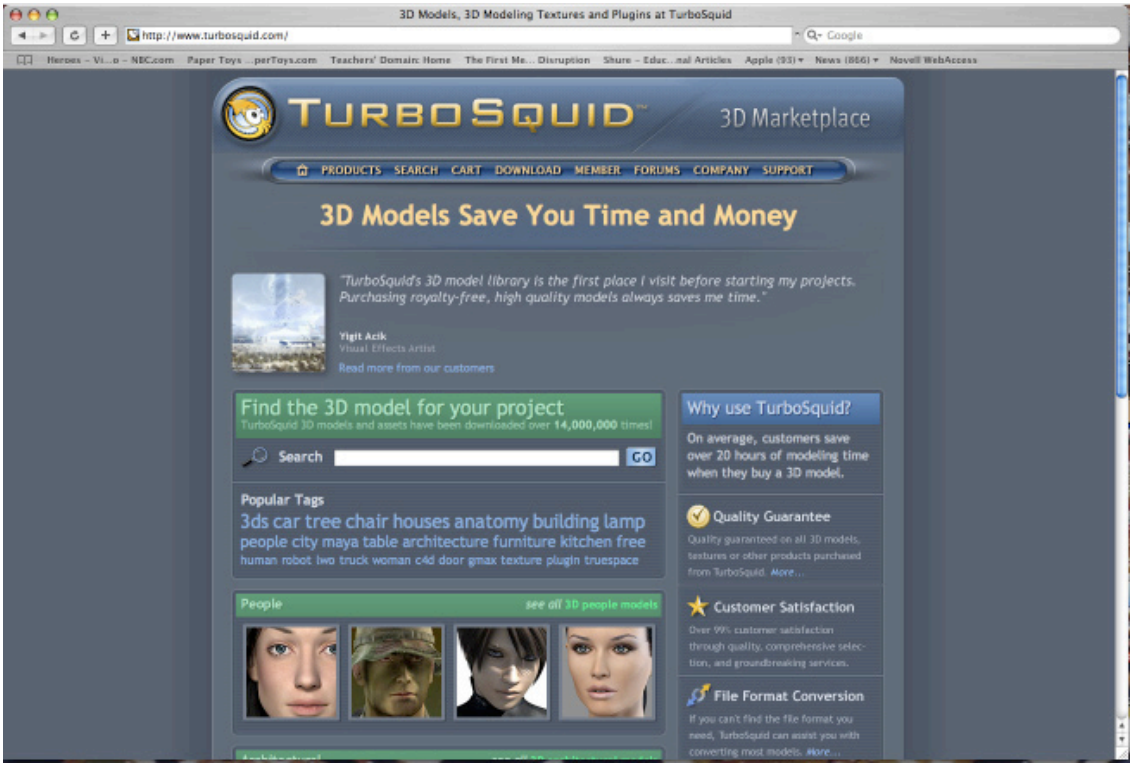 3D Models, 3D Modeling Textures and Plugins at TurboSquid
http://www.turbosquid.com/
Google
Heroes – Vi...o – NBC.com Paper Toys ...perToys.com Teachers' Domain: Home The First Me... Disruption Shure – Educ...nal Articles Apple (93) News (866) Novell WebAccess
TURBOSQUID™ 3D Marketplace
PRODUCTS SEARCH CART DOWNLOAD MEMBER FORUMS COMPANY SUPPORT
3D Models Save You Time and Money
"TurboSquid's 3D model library is the first place I visit before starting my projects.
Purchasing royalty-free, high quality models always saves me time."
Yigit Acik
Visual Effects Artist
Read more from our customers
Find the 3D model for your project
TurboSquid 3D models and assets have been downloaded over 14,000,000 times!
Search GO
Popular Tags
3ds car tree chair houses anatomy building lamp
people city maya table architecture furniture kitchen free
human robot lwo truck woman c4d door gmax texture plugin truespace
People see all 3D people models
Architectural see all 3D architectural models
Why use TurboSquid?
On average, customers save
over 20 hours of modeling time
when they buy a 3D model.
Quality Guarantee
Quality guaranteed on all 3D models,
textures or other products purchased
from TurboSquid. More...
Customer Satisfaction
Over 99% customer satisfaction
through quality, comprehensive selec-
tion, and groundbreaking services.
File Format Conversion
If you can't find the file format you
need, TurboSquid can assist you with
converting most models. More...